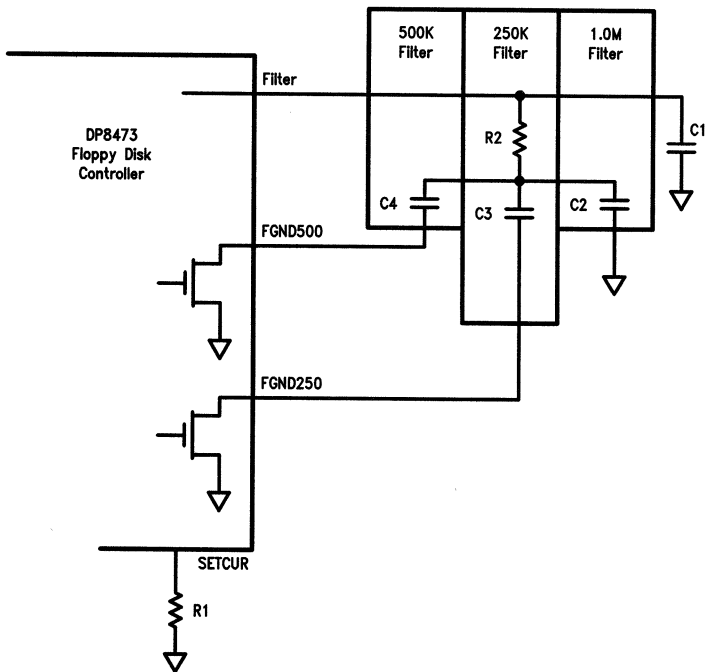 500K
Filter
250K
Filter
1.0M
Filter
Filter
DP8473
Floppy Disk
Controller
R2
C1
C4
C3
C2
FGND500
FGND250
SETCUR
R1